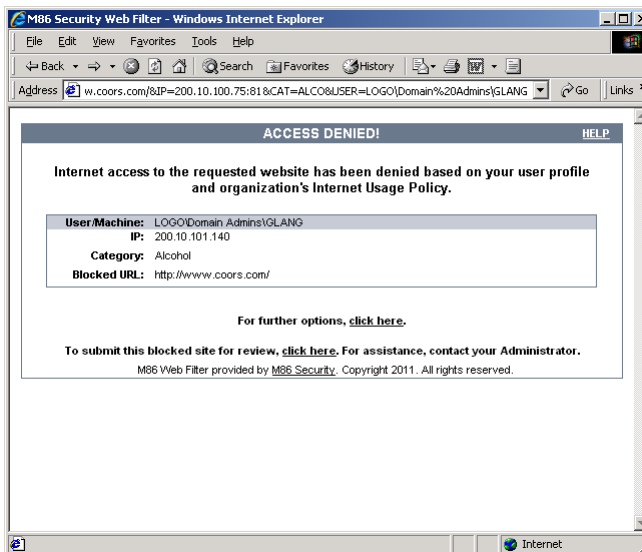 M86 Security Web Filter - Windows Internet Explorer
File Edit View Favorites Tools Help
Back Search Favorites History
Address w.coors.com/&IP=200.10.100.75:81&CAT=ALCO&USER=LOGO\Domain%20Admins\GLANG Go Links
ACCESS DENIED! HELP
Internet access to the requested website has been denied based on your user profile
and organization's Internet Usage Policy.
User/Machine: LOGO\Domain Admins\GLANG
IP: 200.10.101.140
Category: Alcohol
Blocked URL: http://www.coors.com/
For further options, click here.
To submit this blocked site for review, click here. For assistance, contact your Administrator.
M86 Web Filter provided by M86 Security. Copyright 2011. All rights reserved.
Internet